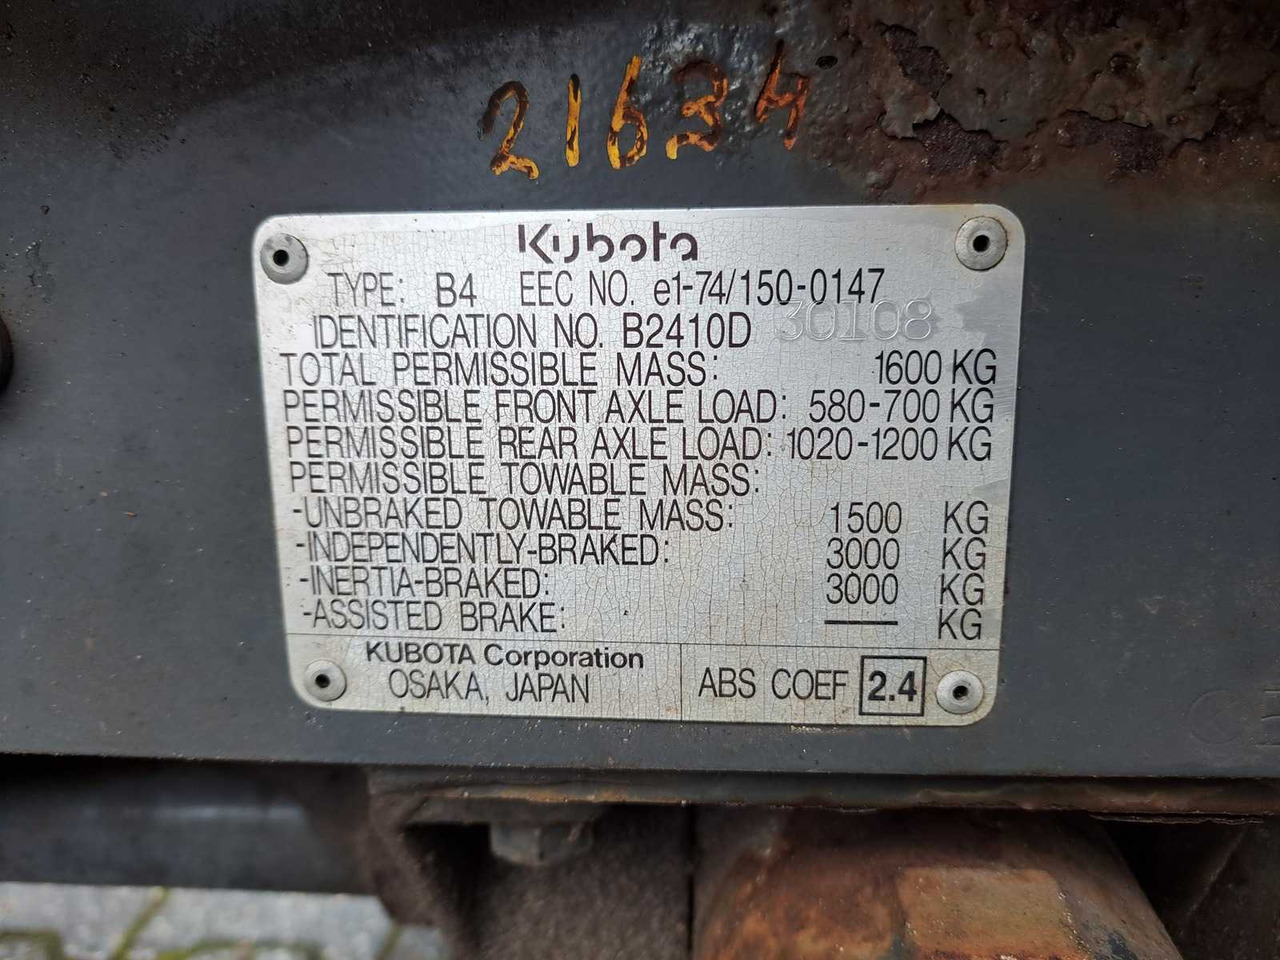 21634
Kubota
TYPE: B4 EEC NO. e1-74/150-0147
IDENTIFICATION NO. B2410D 30108
TOTAL PERMISSIBLE MASS: 1600 KG
PERMISSIBLE FRONT AXLE LOAD: 580-700 KG
PERMISSIBLE REAR AXLE LOAD: 1020-1200 KG
PERMISSIBLE TOWABLE MASS:
-UNBRAKED TOWABLE MASS: 1500 KG
-INDEPENDENTLY-BRAKED: 3000 KG
-INERTIA-BRAKED: 3000 KG
-ASSISTED BRAKE: —— KG
KUBOTA Corporation
OSAKA, JAPAN
ABS COEF 2.4